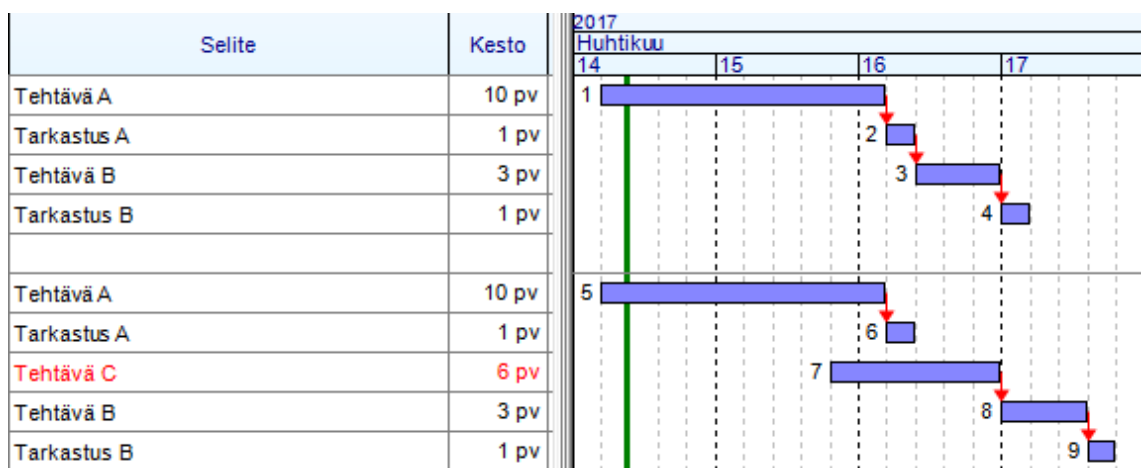 2017
Selite Kesto Huhtikuu
14 15 16 17
Tehtävä A 10 pv 1
Tarkastus A 1 pv 2
Tehtävä B 3 pv 3
Tarkastus B 1 pv 4
Tehtävä A 10 pv 5
Tarkastus A 1 pv 6
Tehtävä C 6 pv 7
Tehtävä B 3 pv 8
Tarkastus B 1 pv 9